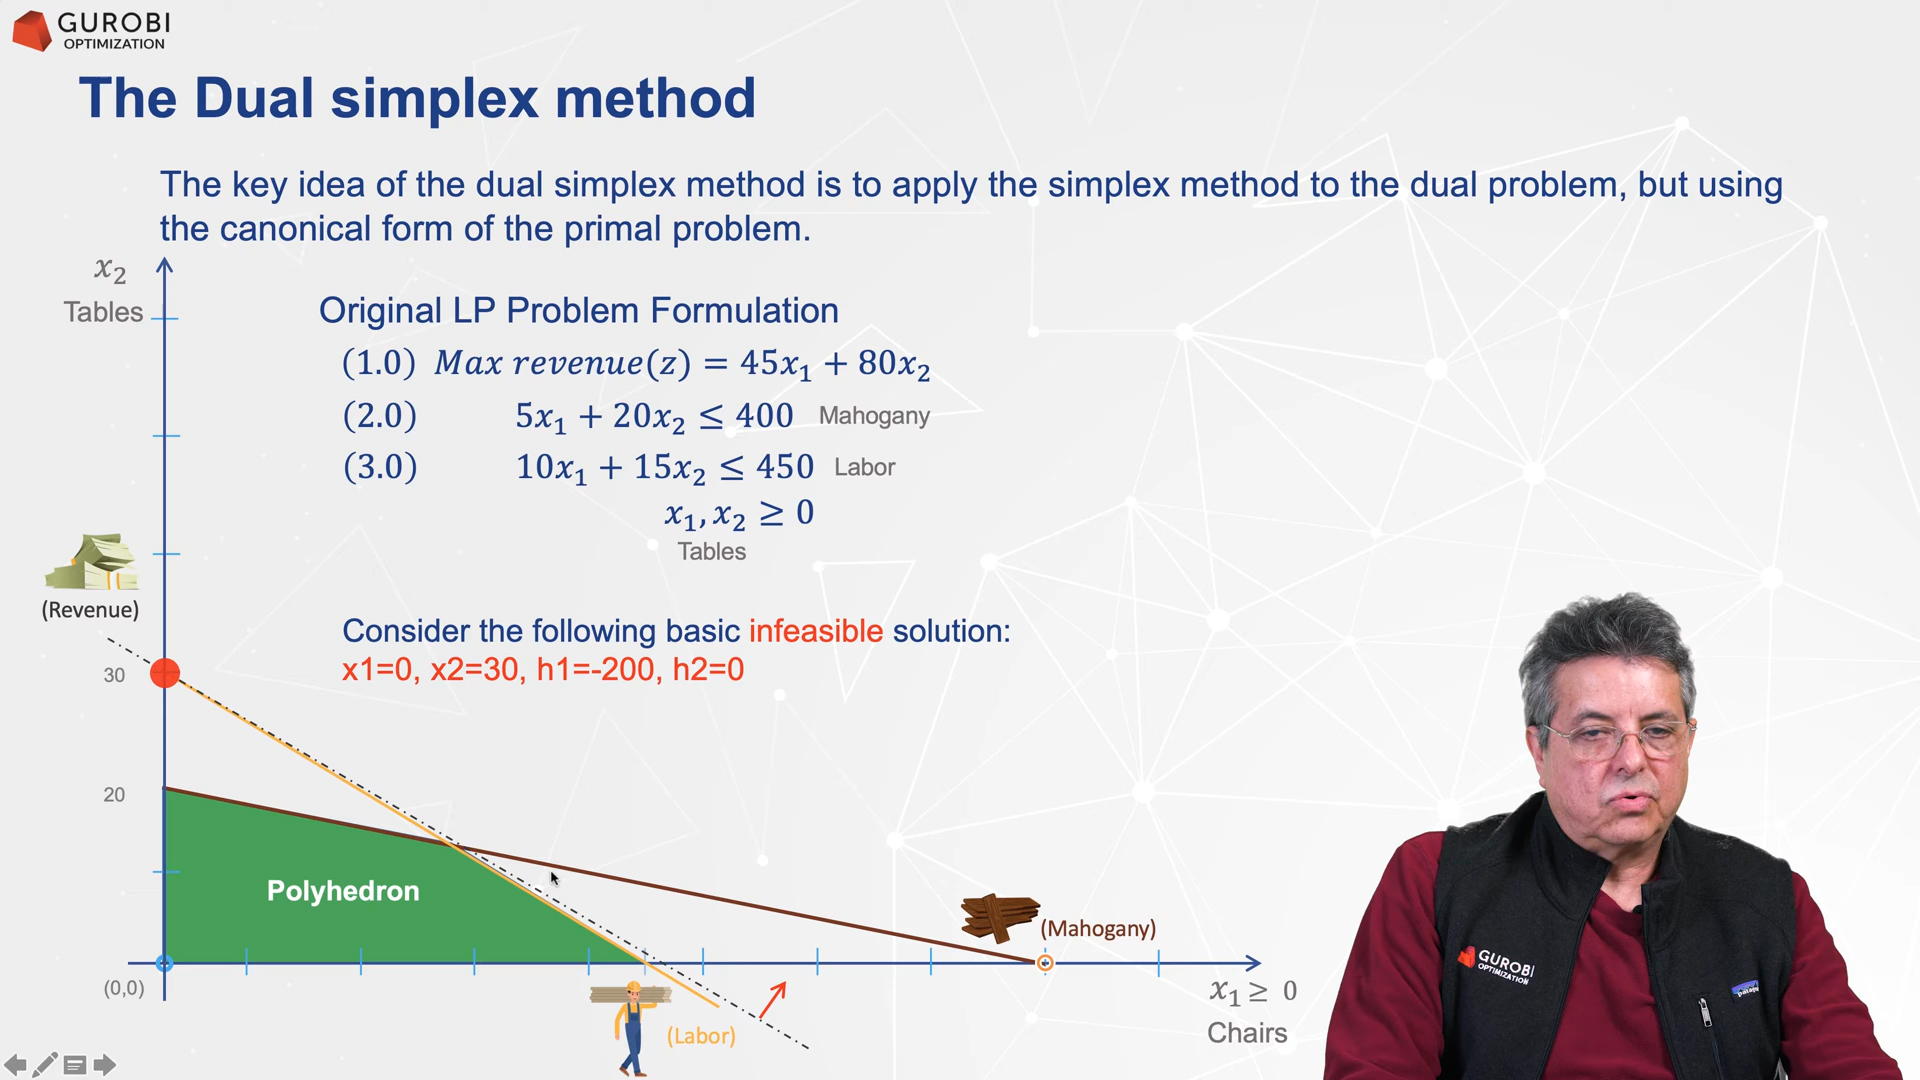 GUROBI
OPTIMIZATION
The Dual simplex method
The key idea of the dual simplex method is to apply the simplex method to the dual problem, but using
the canonical form of the primal problem.
x₂
Tables
Original LP Problem Formulation
(1.0) Max revenue(z) = 45x₁ + 80x₂
(2.0) 5x₁ + 20x₂ ≤ 400 Mahogany
(3.0) 10x₁ + 15x₂ ≤ 450 Labor
x₁, x₂ ≥ 0
Tables
(Revenue)
Consider the following basic infeasible solution:
x1=0, x2=30, h1=-200, h2=0
30
20
Polyhedron
(Mahogany)
(0,0)
x₁ ≥ 0
Chairs
(Labor)
GUROBI
OPTIMIZATION